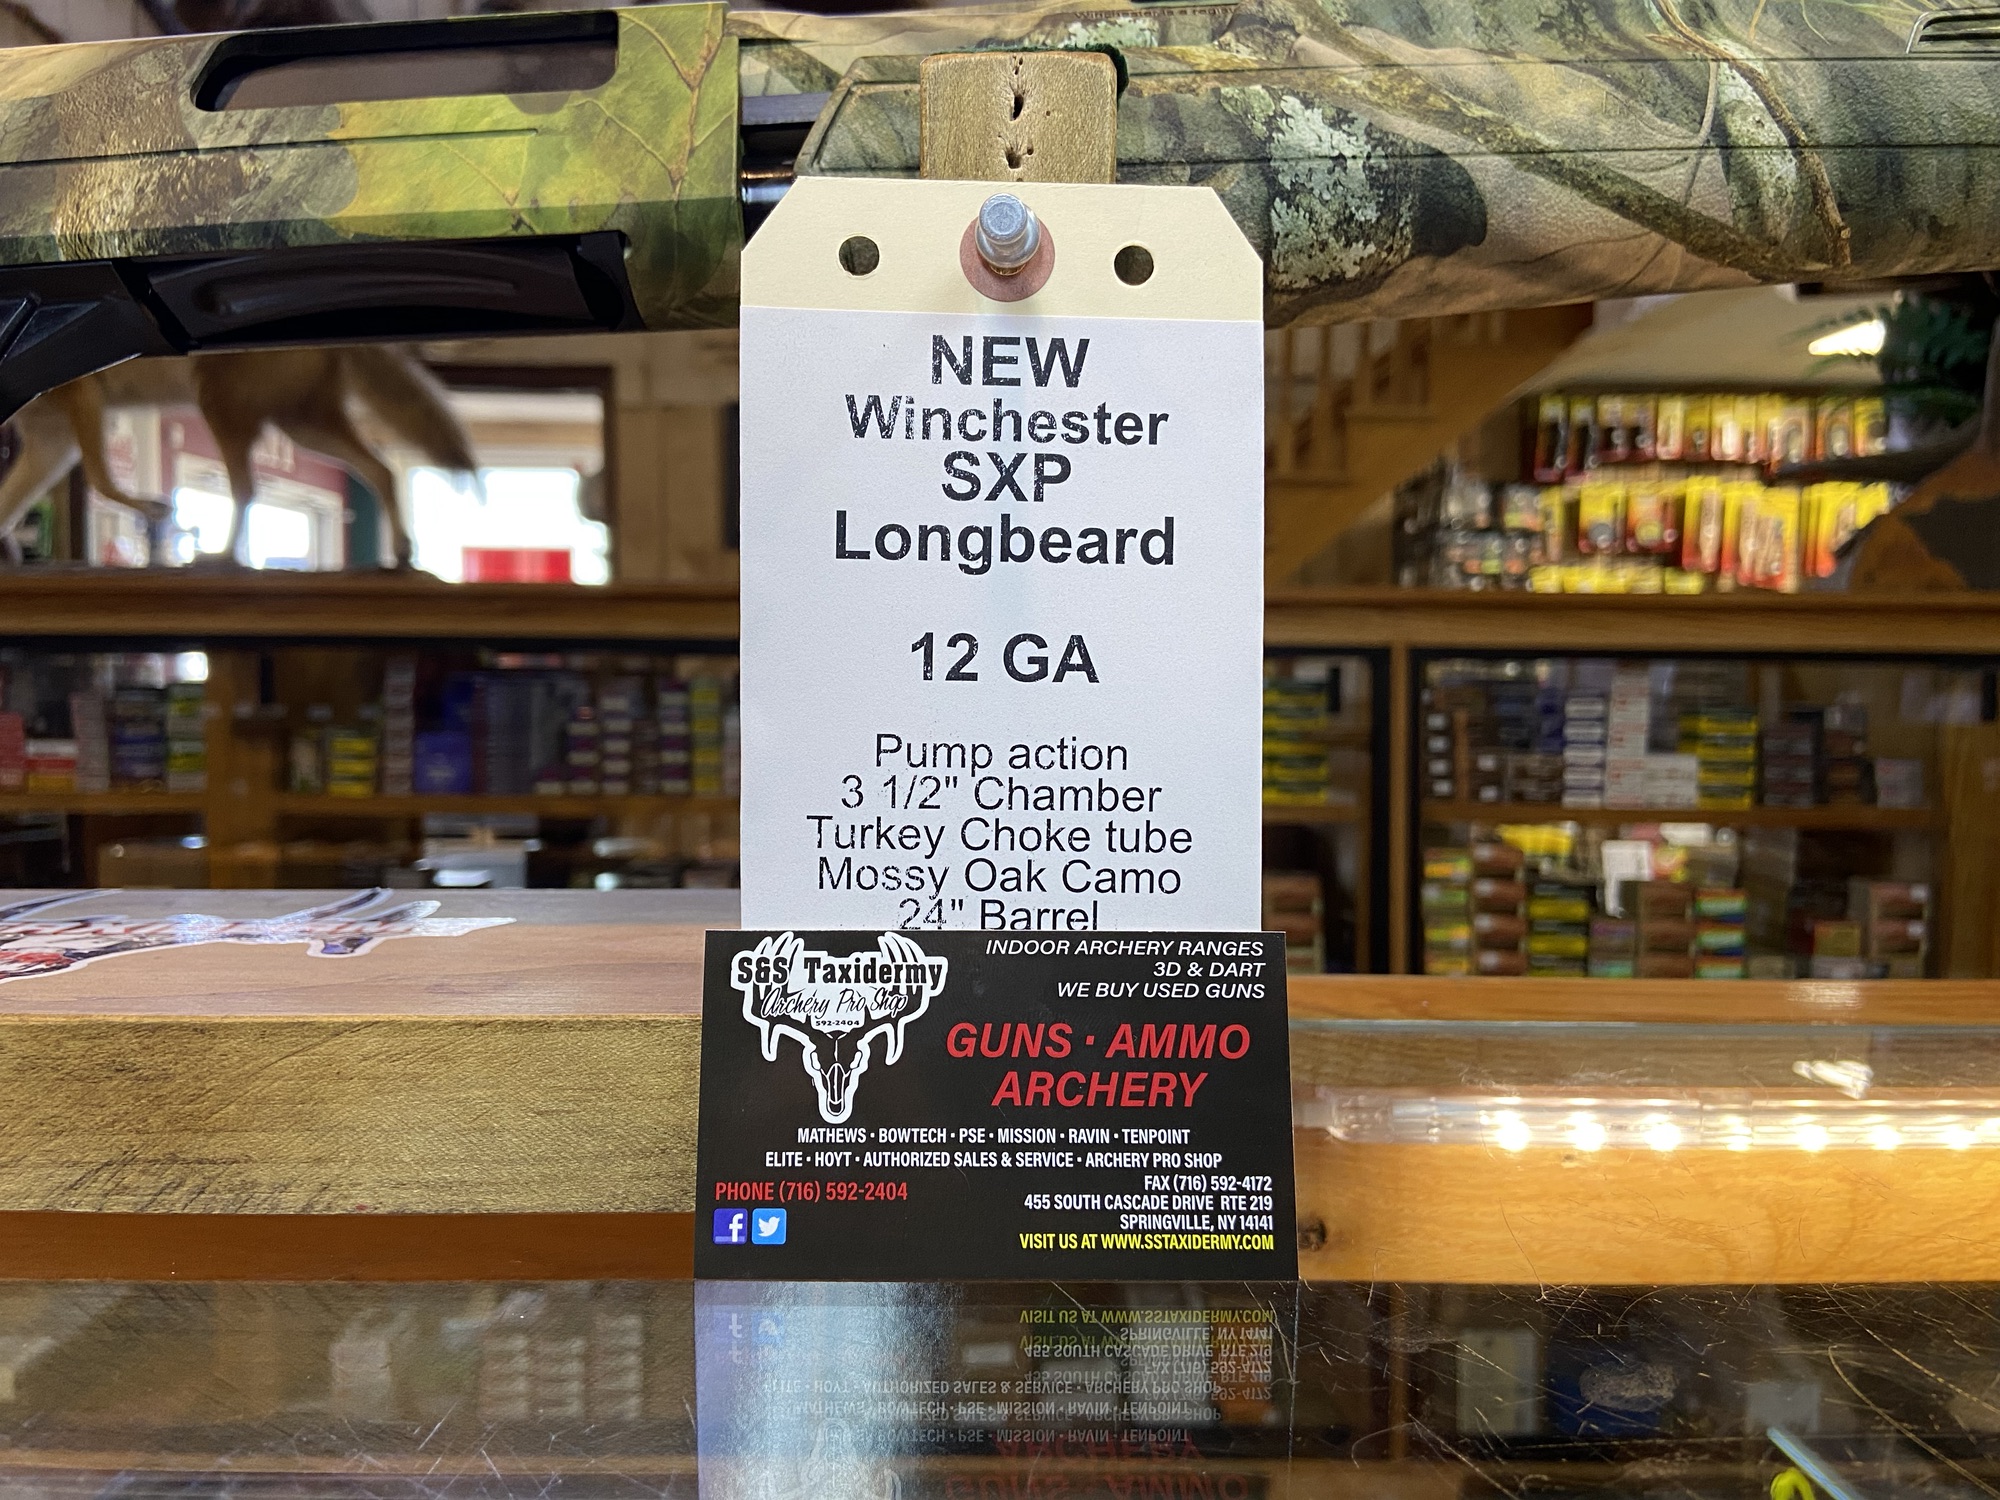 NEW
Winchester
SXP
Longbeard
12 GA
Pump action
3 1/2" Chamber
Turkey Choke tube
Mossy Oak Camo
24" Barrel
S&S Taxidermy
Archery Pro Shop
592-2404
INDOOR ARCHERY RANGES
3D & DART
WE BUY USED GUNS
GUNS · AMMO
ARCHERY
MATHEWS · BOWTECH · PSE · MISSION · RAVIN · TENPOINT
ELITE · HOYT · AUTHORIZED SALES & SERVICE · ARCHERY PRO SHOP
PHONE (716) 592-2404
FAX (716) 592-4172
455 SOUTH CASCADE DRIVE RTE 219
SPRINGVILLE, NY 14141
VISIT US AT WWW.SSTAXIDERMY.COM